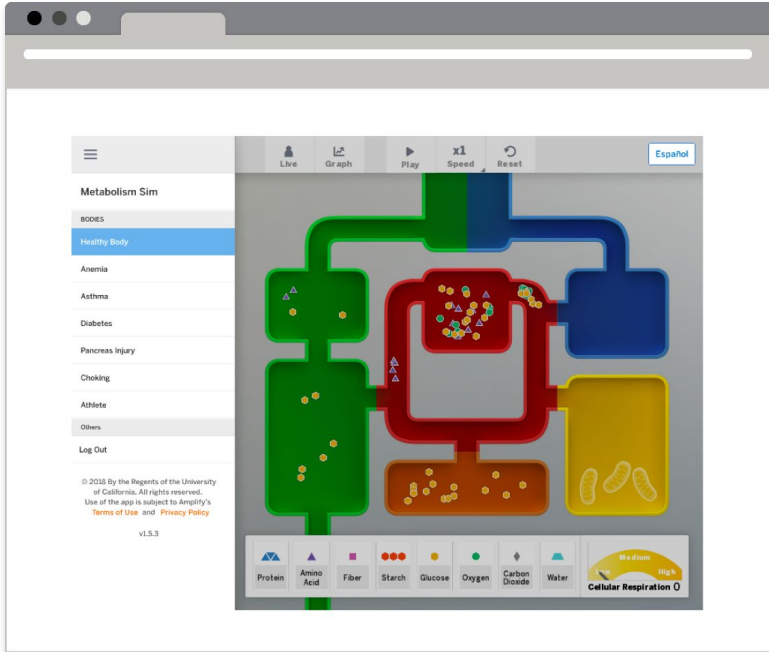 Live
Graph
Play
x1
Speed
Reset
Español
Metabolism Sim
BODIES
Healthy Body
Anemia
Asthma
Diabetes
Pancreas Injury
Choking
Athlete
Others
Log Out
© 2018 By the Regents of the University
of California. All rights reserved.
Use of the app is subject to Amplify's
Terms of Use and Privacy Policy
v1.5.3
Protein
Amino
Acid
Fiber
Starch
Glucose
Oxygen
Carbon
Dioxide
Water
Medium
High
Cellular Respiration 0